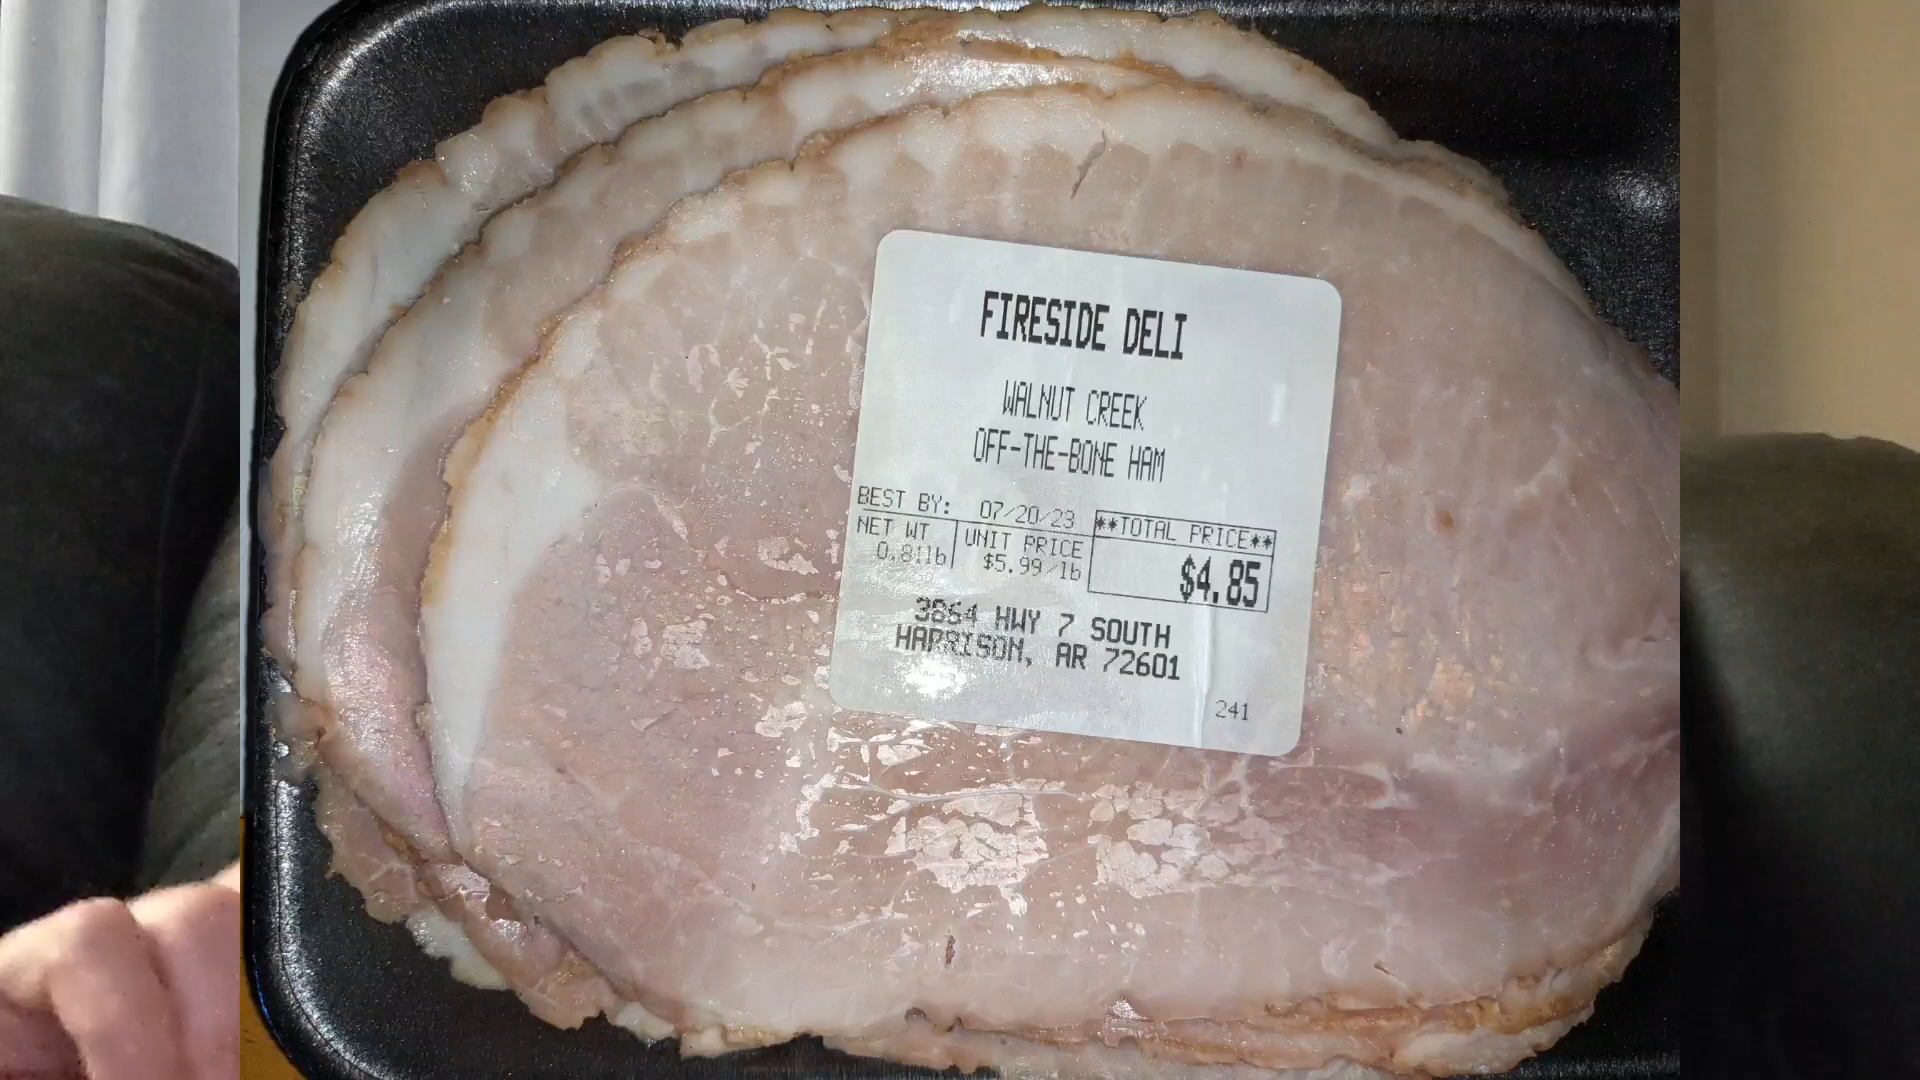 FIRESIDE DELI
WALNUT CREEK
OFF-THE-BONE HAM
BEST BY: 07/20/23
**TOTAL PRICE**
NET WT
UNIT PRICE
0.81lb
$5.99/lb
$4.85
3864 HWY 7 SOUTH
HARRISON, AR 72601
241